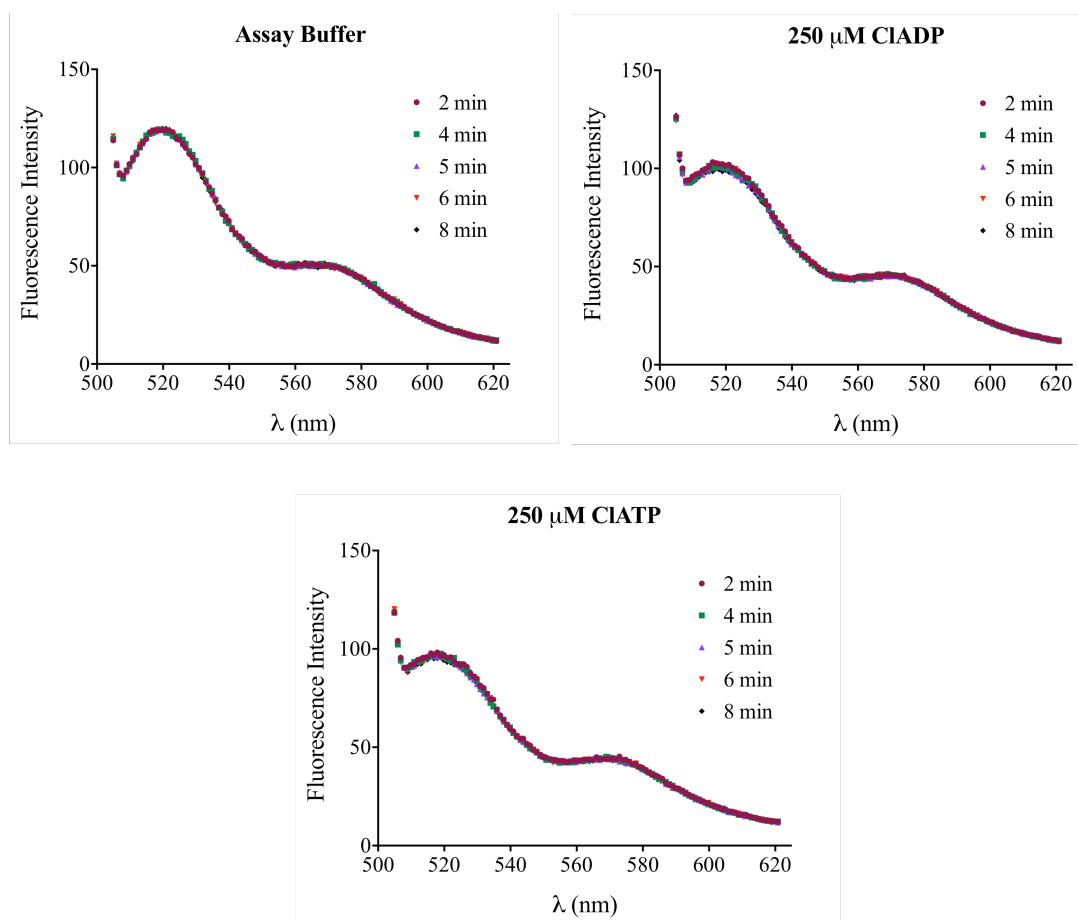 Assay Buffer
Fluorescence Intensity
150
100
50
0
500 520 540 560 580 600 620
λ (nm)
2 min
4 min
5 min
6 min
8 min
250 μM ClADP
Fluorescence Intensity
150
100
50
0
500 520 540 560 580 600 620
λ (nm)
2 min
4 min
5 min
6 min
8 min
250 μM ClATP
Fluorescence Intensity
150
100
50
0
500 520 540 560 580 600 620
λ (nm)
2 min
4 min
5 min
6 min
8 min